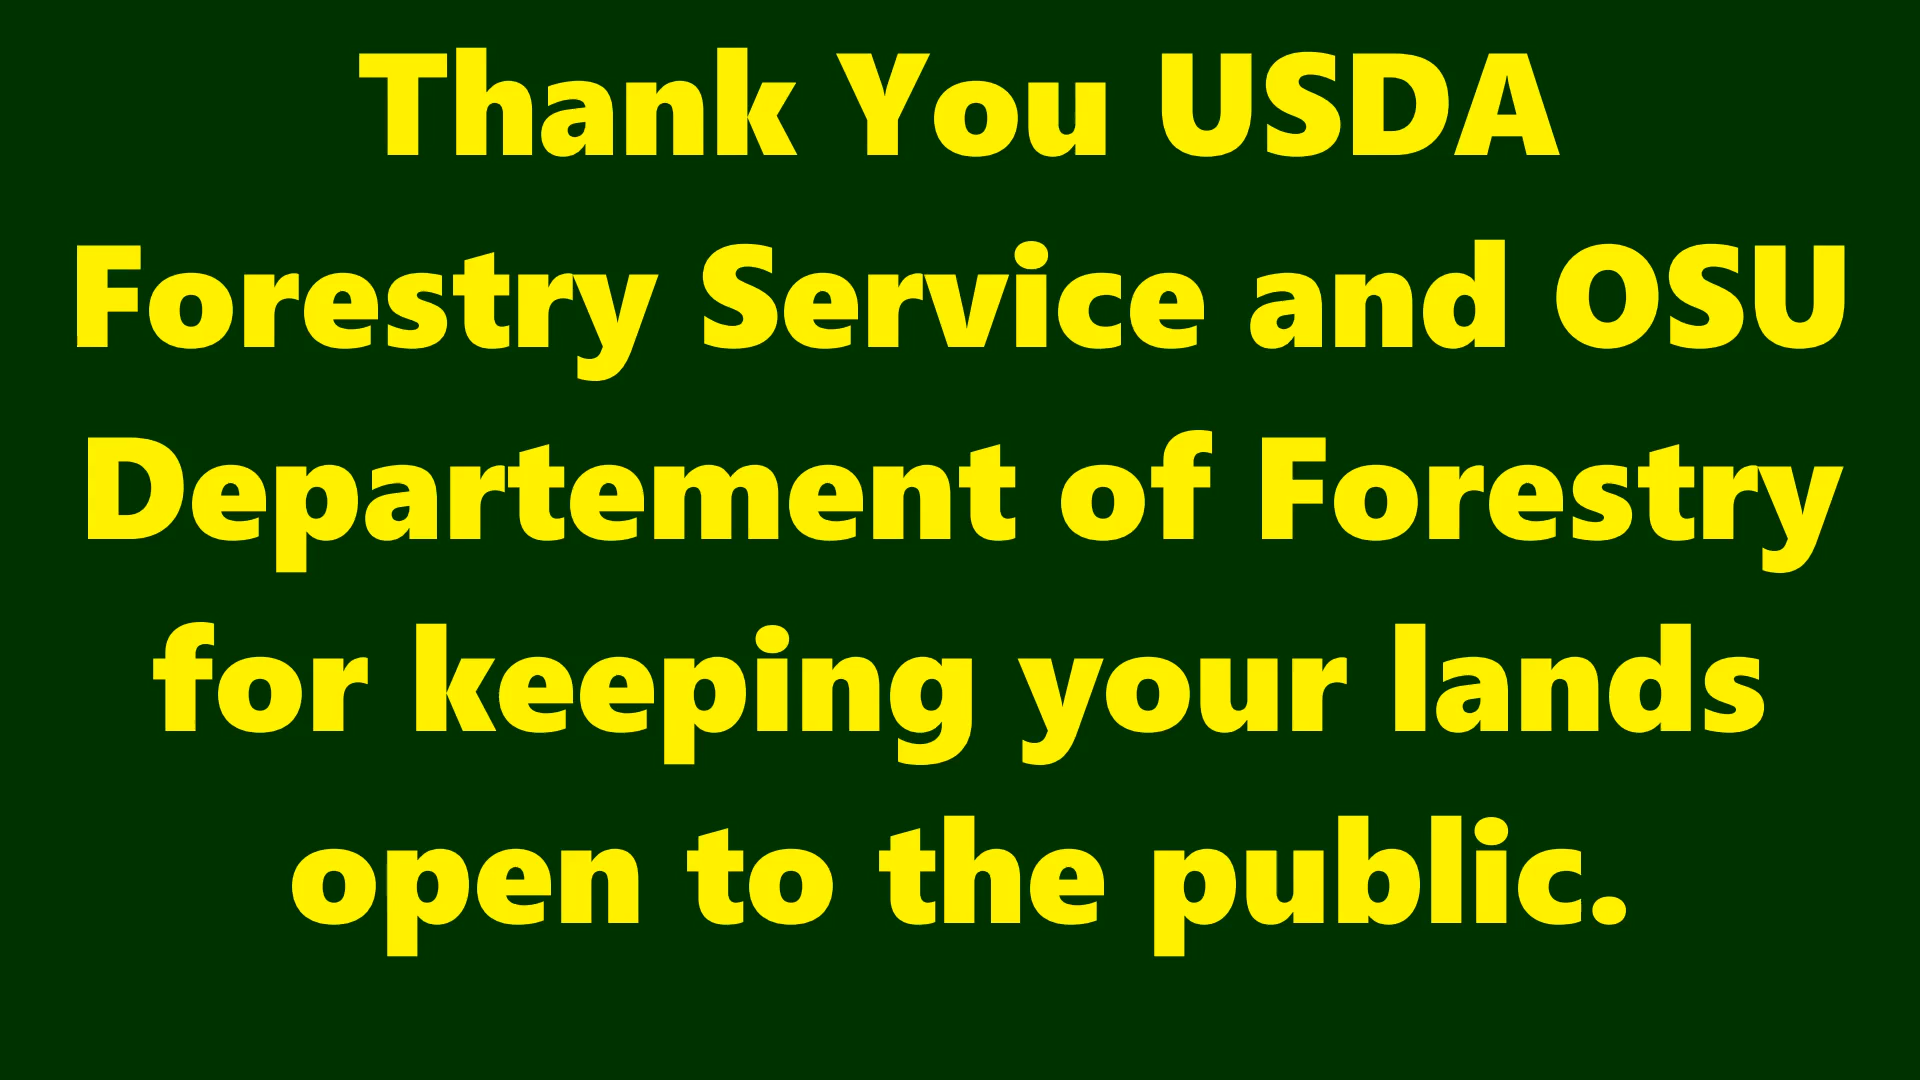 Thank You USDA
Forestry Service and OSU
Departement of Forestry
for keeping your lands
open to the public.